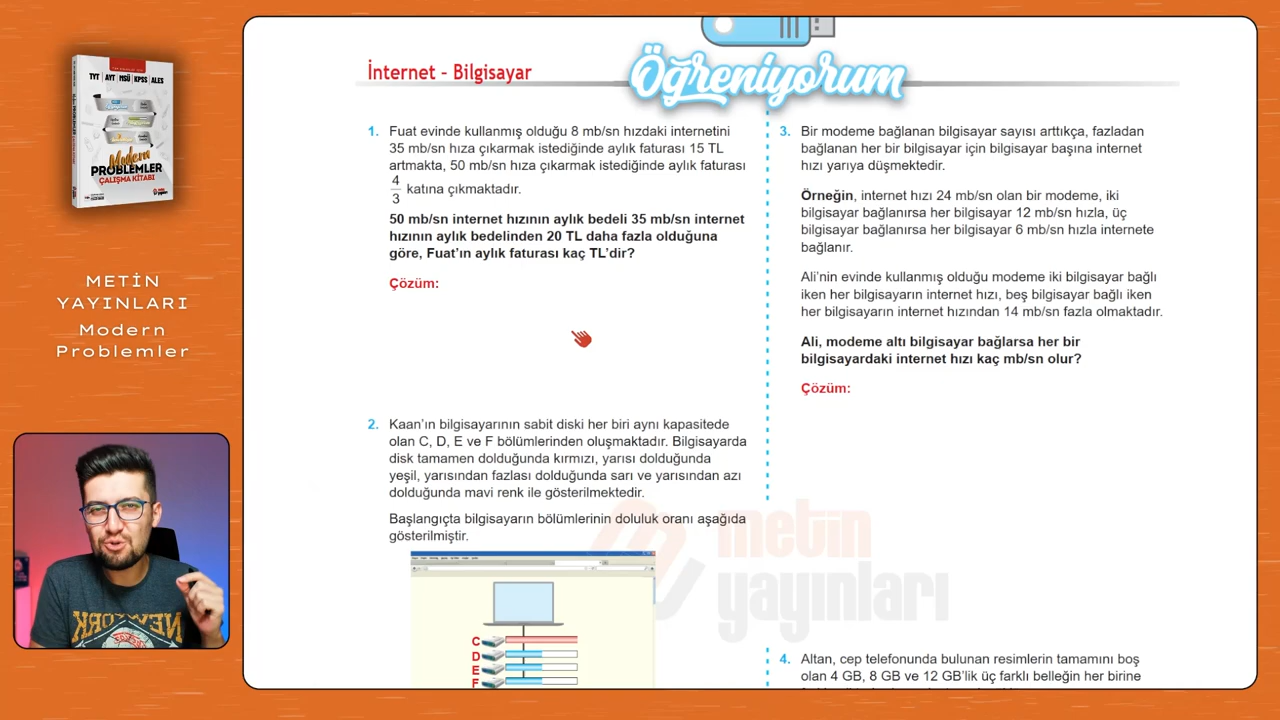 TYT AYT MSÜ KPSS ALES
Modern
PROBLEMLER
ÇALIŞMA KİTABI
METİN
YAYINLARI
Modern
Problemler
NEW YORK
İnternet - Bilgisayar
Öğreniyorum
1. Fuat evinde kullanmış olduğu 8 mb/sn hızdaki internetini
35 mb/sn hıza çıkarmak istediğinde aylık faturası 15 TL
artmakta, 50 mb/sn hıza çıkarmak istediğinde aylık faturası
4/3 katına çıkmaktadır.
50 mb/sn internet hızının aylık bedeli 35 mb/sn internet
hızının aylık bedelinden 20 TL daha fazla olduğuna
göre, Fuat'ın aylık faturası kaç TL'dir?
Çözüm:
2. Kaan'ın bilgisayarının sabit diski her biri aynı kapasitede
olan C, D, E ve F bölümlerinden oluşmaktadır. Bilgisayarda
disk tamamen dolduğunda kırmızı, yarısı dolduğunda
yeşil, yarısından fazlası dolduğunda sarı ve yarısından azı
dolduğunda mavi renk ile gösterilmektedir.
Başlangıçta bilgisayarın bölümlerinin doluluk oranı aşağıda
gösterilmiştir.
C
D
E
F
3. Bir modeme bağlanan bilgisayar sayısı arttıkça, fazladan
bağlanan her bir bilgisayar için bilgisayar başına internet
hızı yarıya düşmektedir.
Örneğin, internet hızı 24 mb/sn olan bir modeme, iki
bilgisayar bağlanırsa her bilgisayar 12 mb/sn hızla, üç
bilgisayar bağlanırsa her bilgisayar 6 mb/sn hızla internete
bağlanır.
Ali'nin evinde kullanmış olduğu modeme iki bilgisayar bağlı
iken her bilgisayarın internet hızı, beş bilgisayar bağlı iken
her bilgisayarın internet hızından 14 mb/sn fazla olmaktadır.
Ali, modeme altı bilgisayar bağlarsa her bir
bilgisayardaki internet hızı kaç mb/sn olur?
Çözüm:
metin
yayınları
4. Altan, cep telefonunda bulunan resimlerin tamamını boş
olan 4 GB, 8 GB ve 12 GB'lik üç farklı belleğin her birine